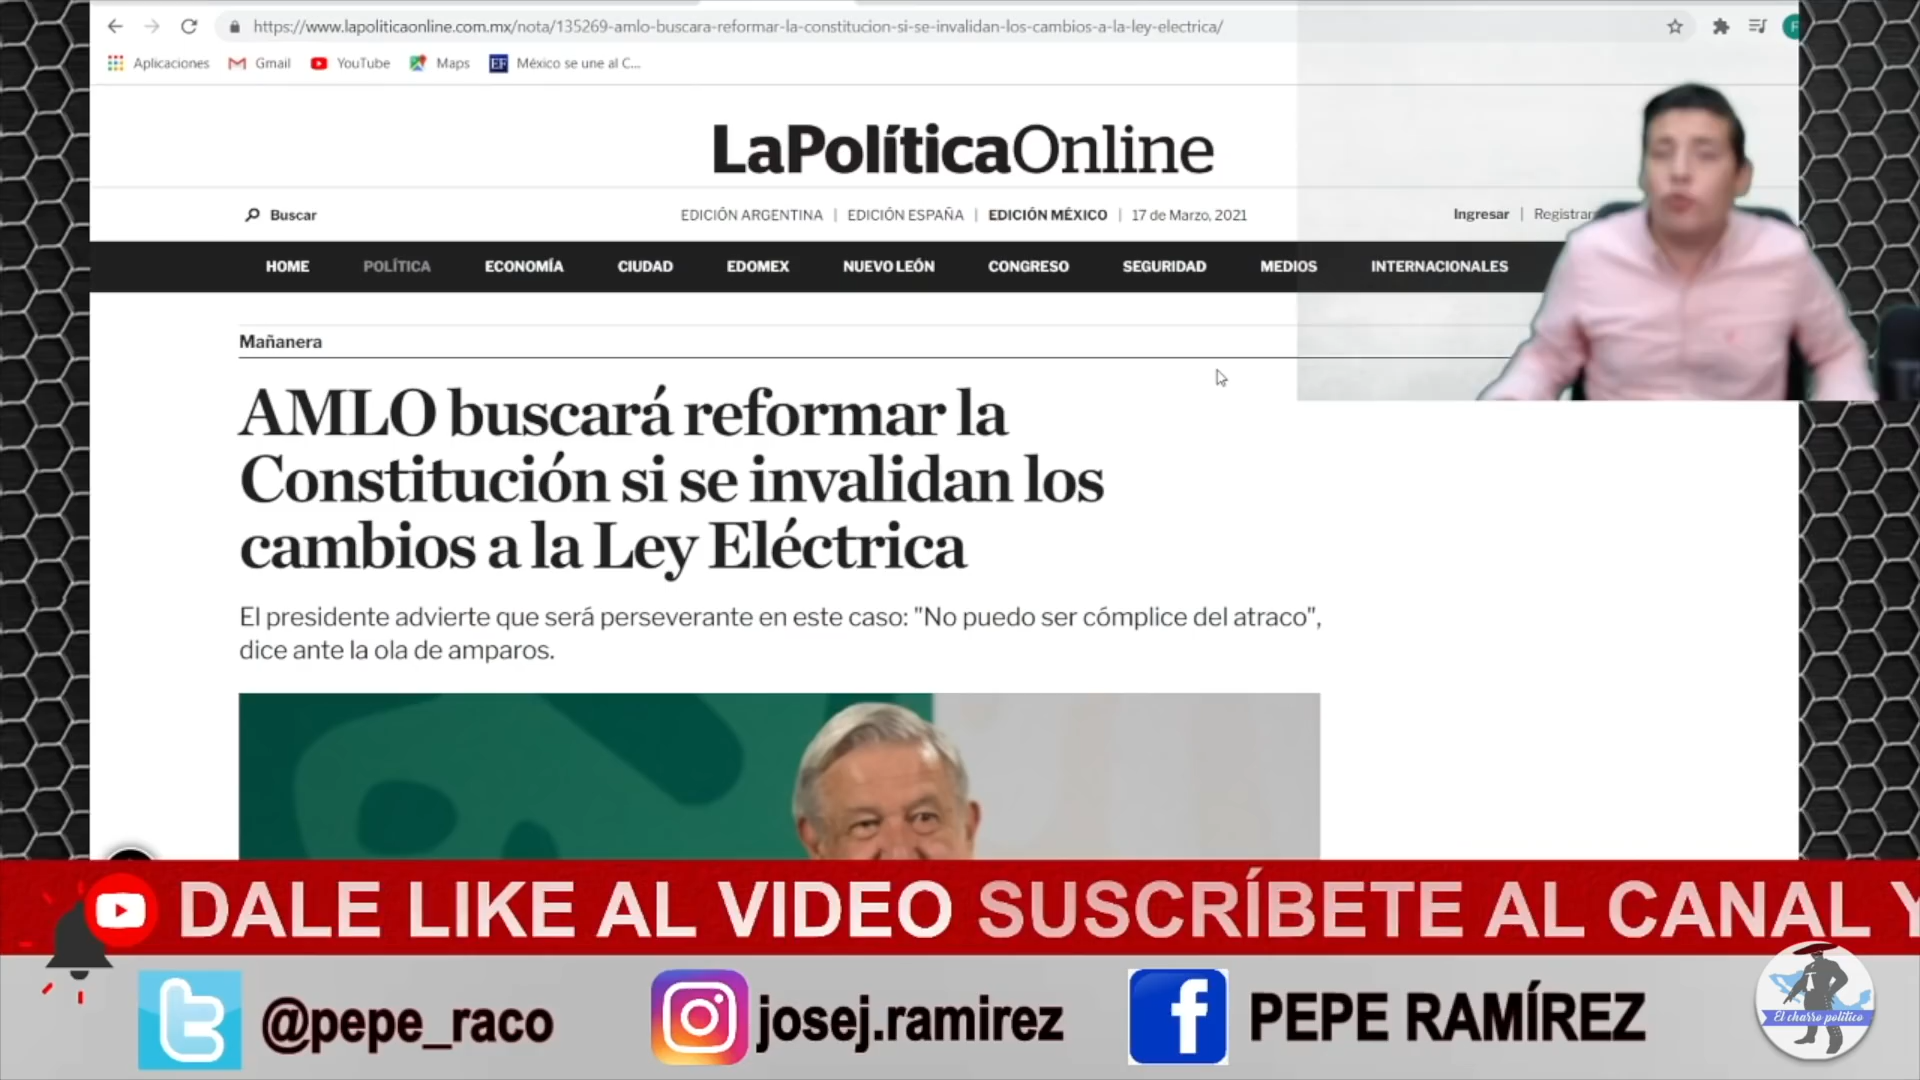 https://www.lapoliticaonline.com.mx/nota/135269-amlo-buscara-reformar-la-constitucion-si-se-invalidan-los-cambios-a-la-ley-electrica/
Aplicaciones Gmail YouTube Maps EF México se une al C...
LaPolíticaOnline
Buscar EDICIÓN ARGENTINA | EDICIÓN ESPAÑA | EDICIÓN MÉXICO | 17 de Marzo, 2021 Ingresar | Registrar
HOME POLÍTICA ECONOMÍA CIUDAD EDOMEX NUEVO LEÓN CONGRESO SEGURIDAD MEDIOS INTERNACIONALES
Mañanera
AMLO buscará reformar la
Constitución si se invalidan los
cambios a la Ley Eléctrica
El presidente advierte que será perseverante en este caso: "No puedo ser cómplice del atraco",
dice ante la ola de amparos.
DALE LIKE AL VIDEO SUSCRÍBETE AL CANAL Y
@pepe_raco josej.ramirez PEPE RAMÍREZ
El charro político